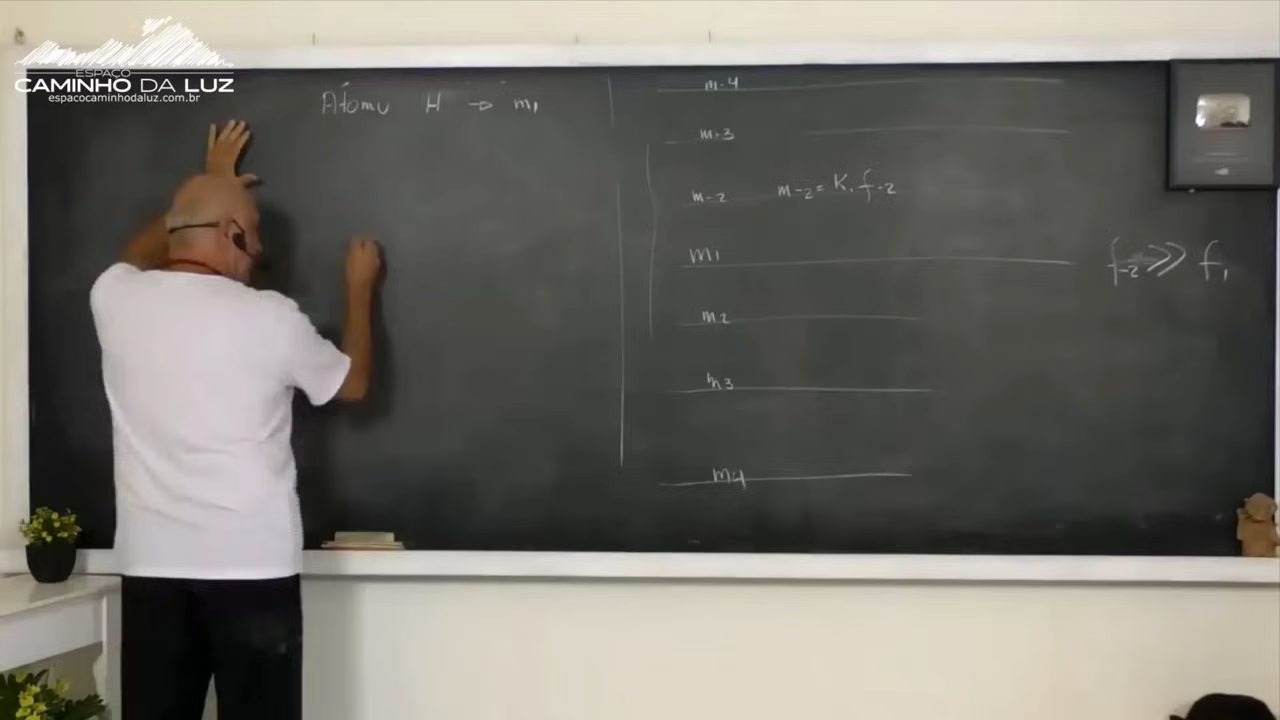 ESPAÇO
CAMINHO DA LUZ
espacocaminhodaluz.com.br
Átomo H → m₁
m-4
m-3
m-2 m-2 = K. f-2
m1
m2
m3
m4
f-2 >> f₁